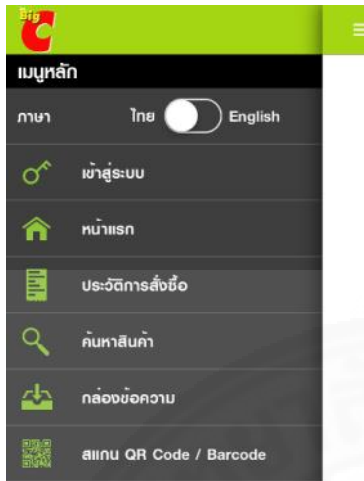 Big
C
เมนูหลัก
ภาษา ไทย English
เข้าสู่ระบบ
หน้าแรก
ประวัติการสั่งซื้อ
ค้นหาสินค้า
กล่องข้อความ
สแกน QR Code / Barcode